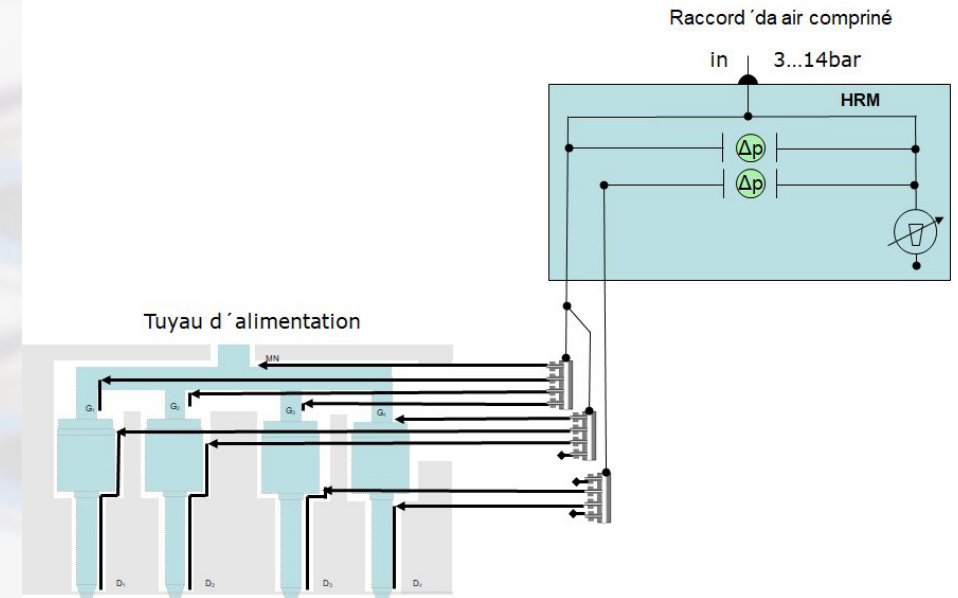 Raccord ´da air compriné
in 3...14bar
HRM
Δp
Δp
Tuyau d´alimentation
MN
G₁ G₂ G₃ G₄
D₁ D₂ D₃ D₄